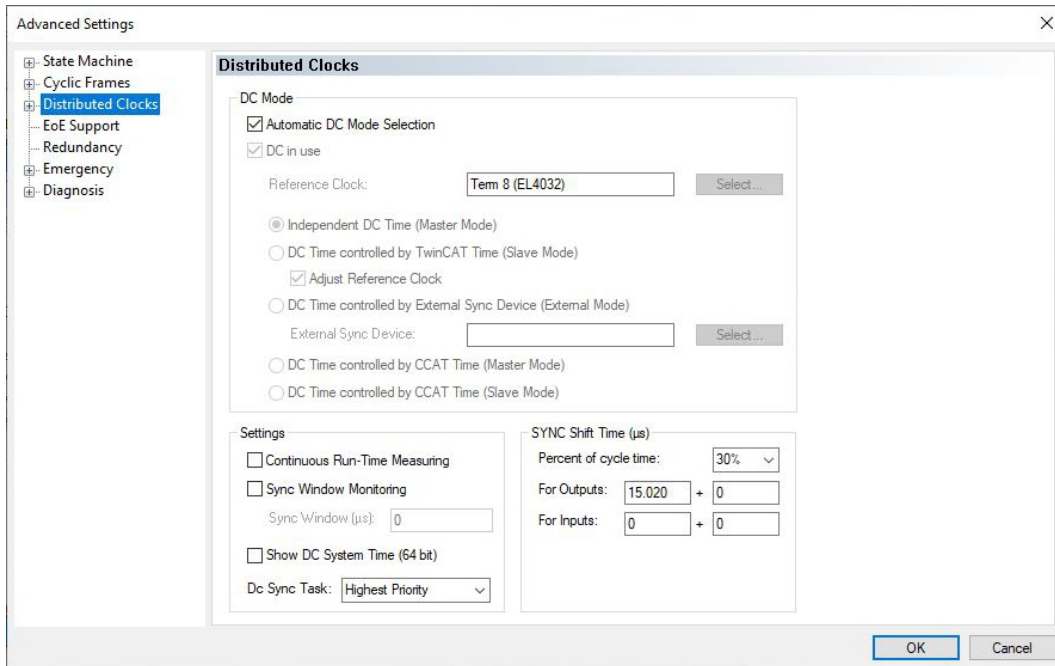 Advanced Settings
State Machine
Cyclic Frames
Distributed Clocks
EoE Support
Redundancy
Emergency
Diagnosis
Distributed Clocks
DC Mode
Automatic DC Mode Selection
DC in use
Reference Clock: Term 8 (EL4032) Select...
Independent DC Time (Master Mode)
DC Time controlled by TwinCAT Time (Slave Mode)
Adjust Reference Clock
DC Time controlled by External Sync Device (External Mode)
External Sync Device: Select...
DC Time controlled by CCAT Time (Master Mode)
DC Time controlled by CCAT Time (Slave Mode)
Settings
Continuous Run-Time Measuring
Sync Window Monitoring
Sync Window (µs): 0
Show DC System Time (64 bit)
Dc Sync Task: Highest Priority
SYNC Shift Time (µs)
Percent of cycle time: 30%
For Outputs: 15.020 + 0
For Inputs: 0 + 0
OK Cancel